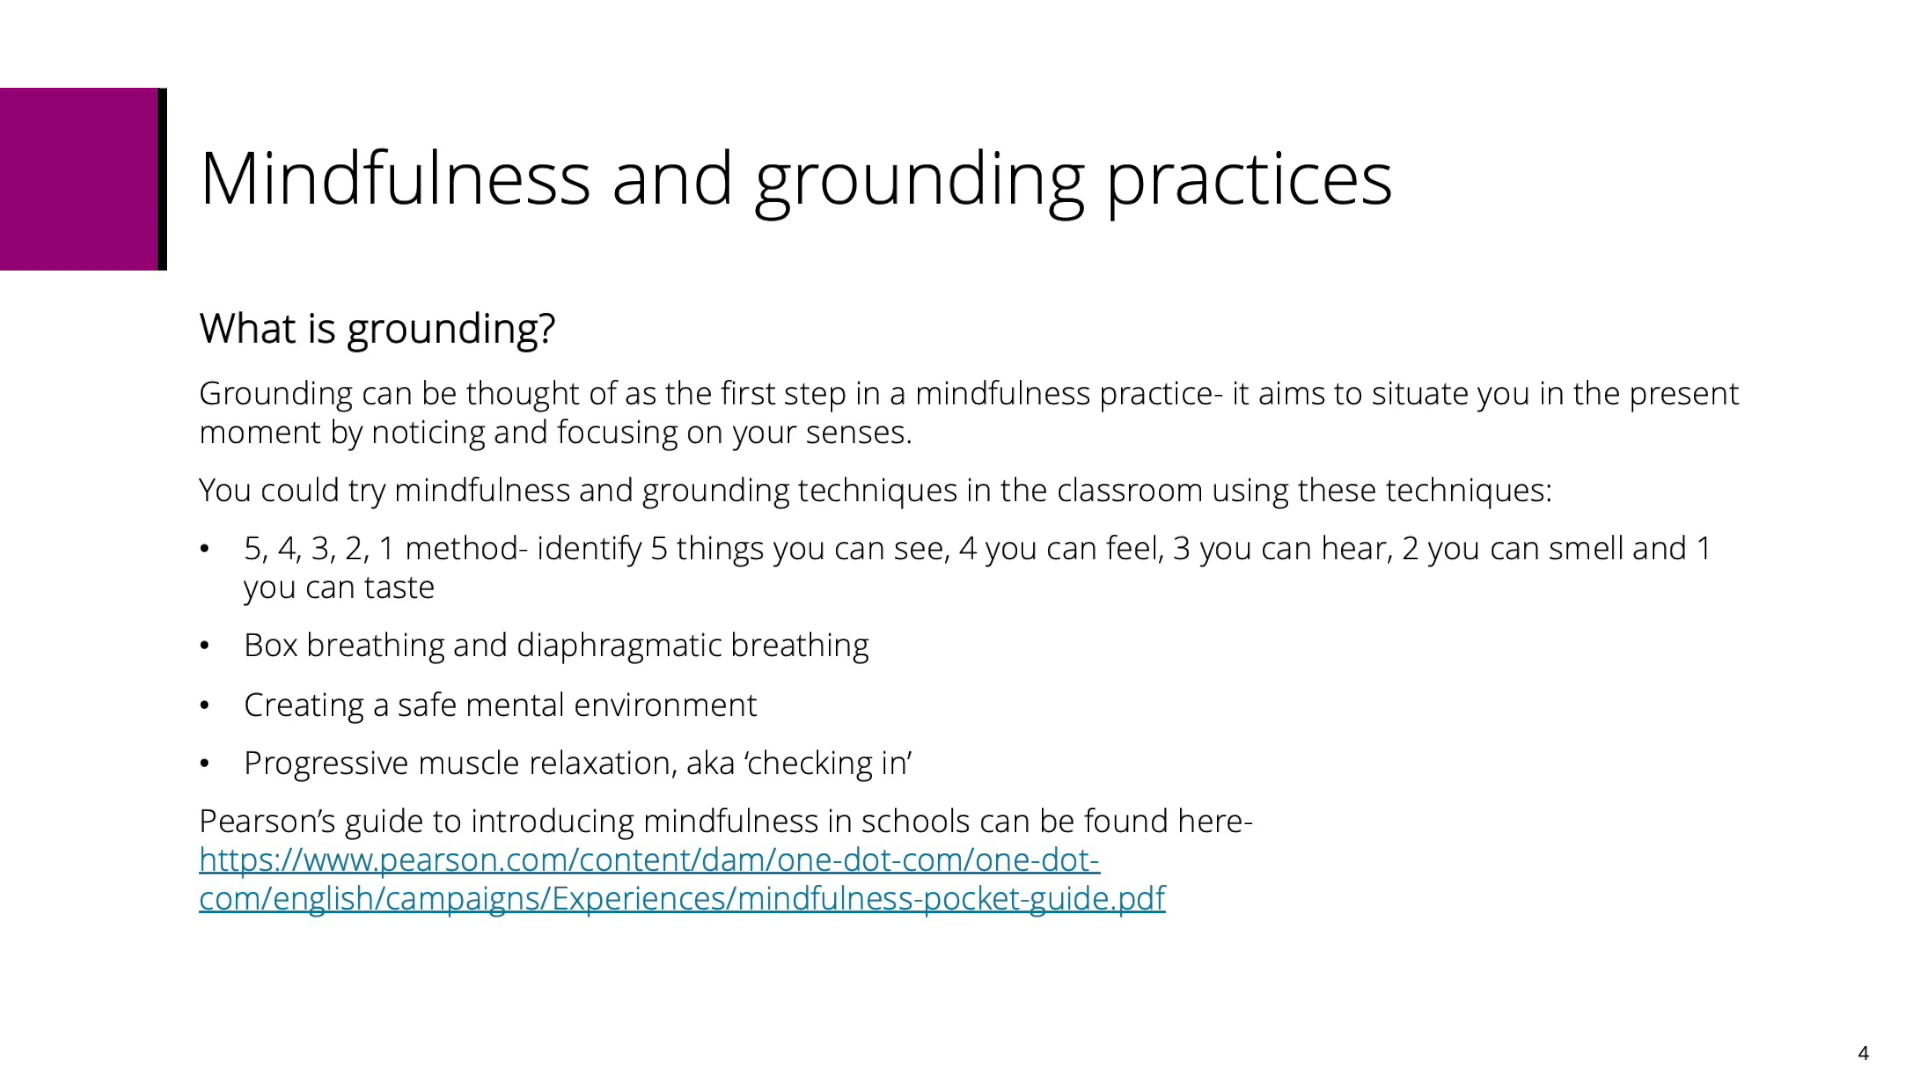 Mindfulness and grounding practices
What is grounding?
Grounding can be thought of as the first step in a mindfulness practice- it aims to situate you in the present
moment by noticing and focusing on your senses.
You could try mindfulness and grounding techniques in the classroom using these techniques:
• 5, 4, 3, 2, 1 method- identify 5 things you can see, 4 you can feel, 3 you can hear, 2 you can smell and 1
you can taste
• Box breathing and diaphragmatic breathing
• Creating a safe mental environment
• Progressive muscle relaxation, aka ‘checking in’
Pearson’s guide to introducing mindfulness in schools can be found here-
https://www.pearson.com/content/dam/one-dot-com/one-dot-
com/english/campaigns/Experiences/mindfulness-pocket-guide.pdf
4